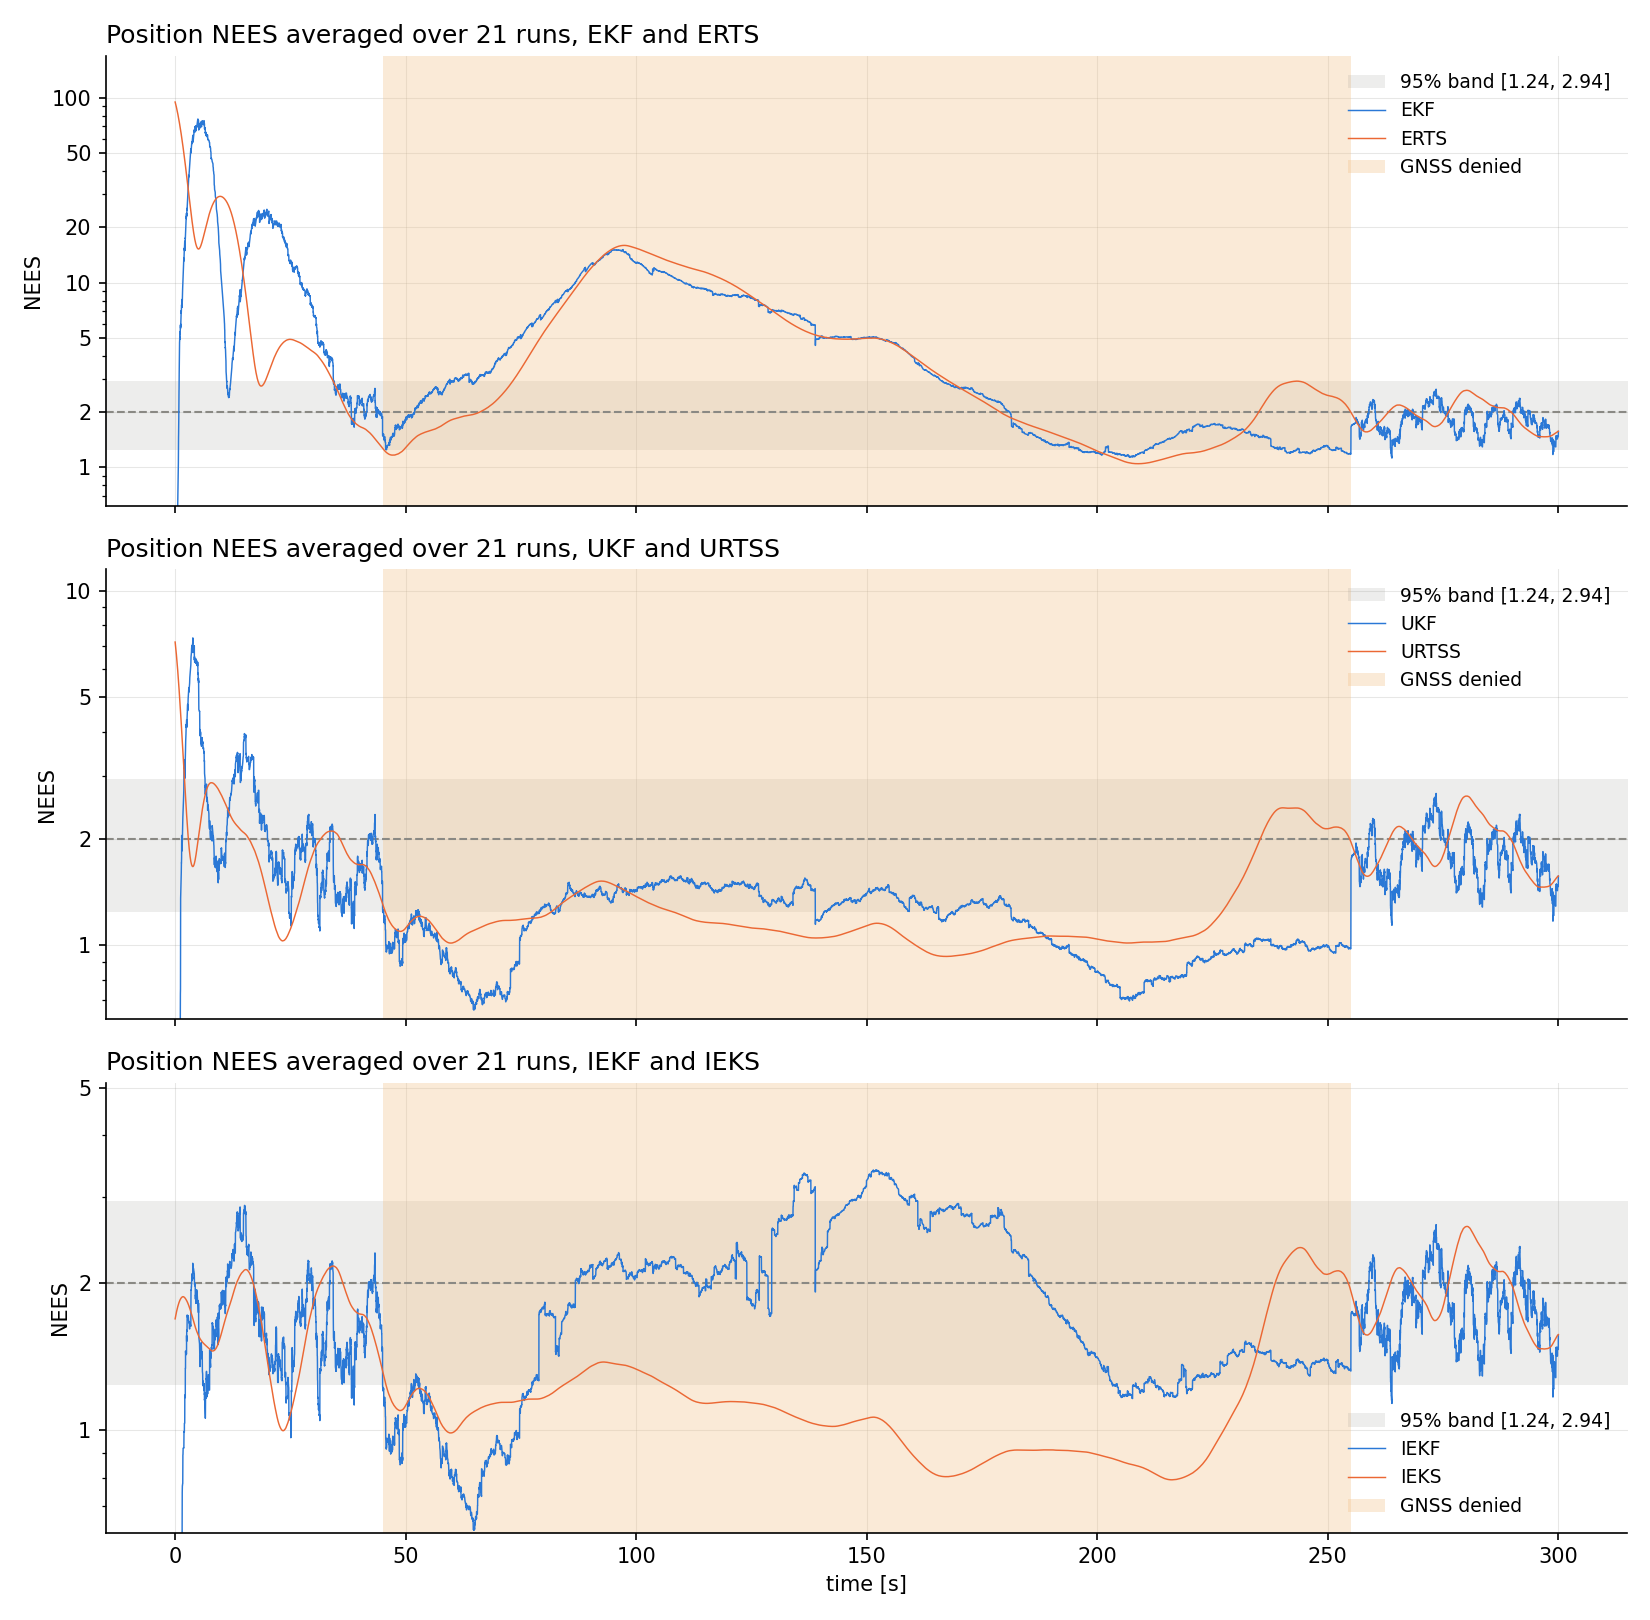 Position NEES averaged over 21 runs, EKF and ERTS
95% band [1.24, 2.94]
EKF
ERTS
GNSS denied
NEES
100
50
20
10
5
2
1
Position NEES averaged over 21 runs, UKF and URTSS
95% band [1.24, 2.94]
UKF
URTSS
GNSS denied
NEES
10
5
2
1
Position NEES averaged over 21 runs, IEKF and IEKS
NEES
5
2
1
95% band [1.24, 2.94]
IEKF
IEKS
GNSS denied
0 50 100 150 200 250 300
time [s]